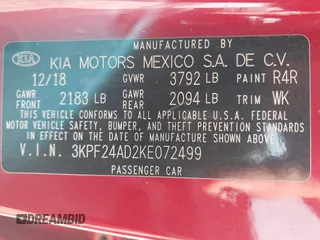 MANUFACTURED BY
KIA KIA MOTORS MEXICO S.A. DE C.V.
12/18 GVWR 3792 LB PAINT R4R
GAWR FRONT 2183 LB GAWR REAR 2094 LB TRIM WK
THIS VEHICLE CONFORMS TO ALL APPLICABLE U.S.A. FEDERAL
SAFETY, BUMPER, AND THEFT PREVENTION STANDARDS IN EFFECT
ON THE DATE OF MANUFACTURE SHOWN ABOVE.
V.I.N. 3KPF24AD2KE072499
PASSENGER CAR
DREAMBID